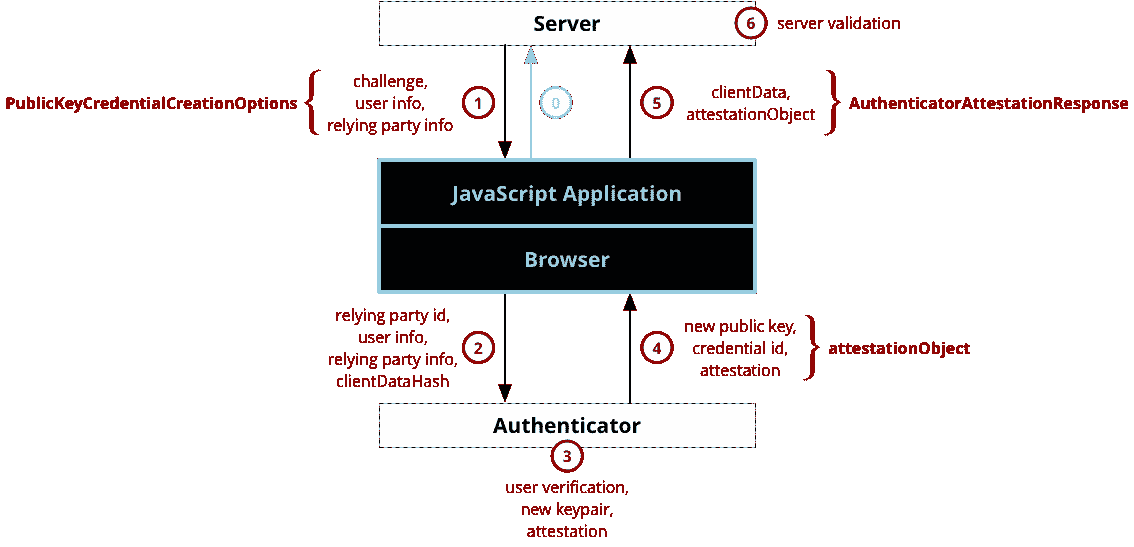 Server
6 server validation
PublicKeyCredentialCreationOptions
challenge,
user info,
relying party info
1
0
5
clientData,
attestationObject
AuthenticatorAttestationResponse
JavaScript Application
Browser
relying party id,
user info,
relying party info,
clientDataHash
2
4
new public key,
credential id,
attestation
attestationObject
Authenticator
3
user verification,
new keypair,
attestation